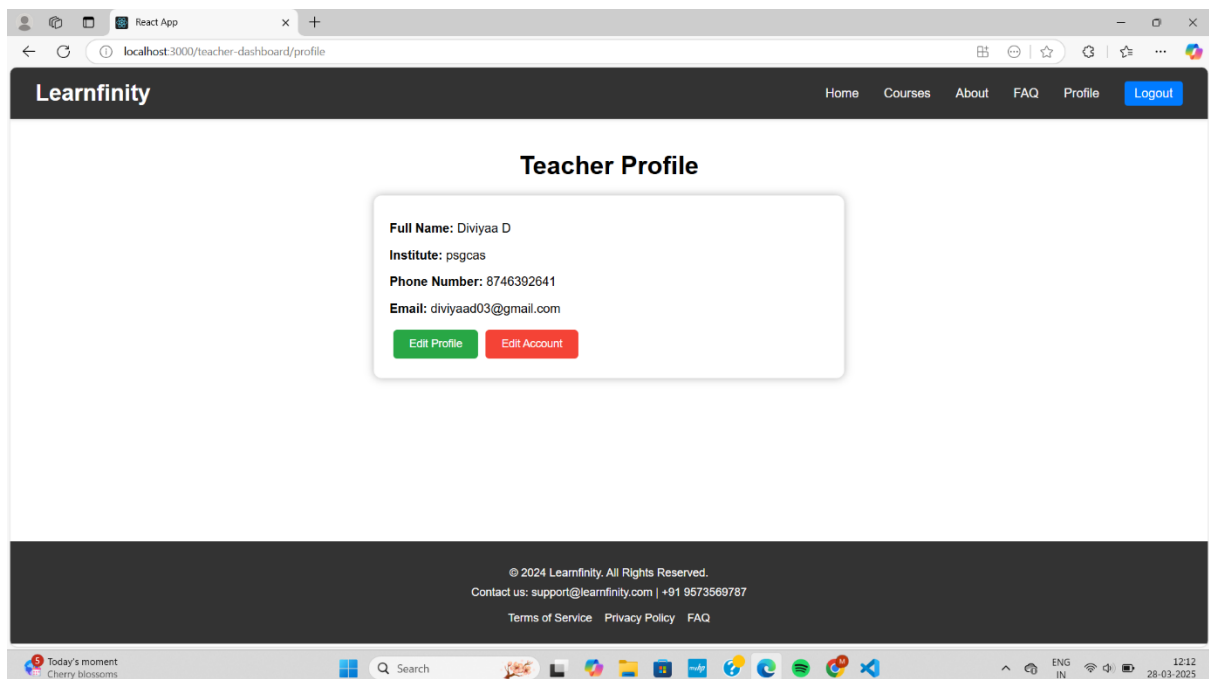 React App
localhost:3000/teacher-dashboard/profile
Learnfinity
Home Courses About FAQ Profile Logout
Teacher Profile
Full Name: Diviyaa D
Institute: psgcas
Phone Number: 8746392641
Email: diviyaad03@gmail.com
Edit Profile Edit Account
© 2024 Learnfinity. All Rights Reserved.
Contact us: support@learnfinity.com | +91 9573569787
Terms of Service Privacy Policy FAQ
5 Today's moment
Cherry blossoms
Search
M
ENG
IN
12:12
28-03-2025